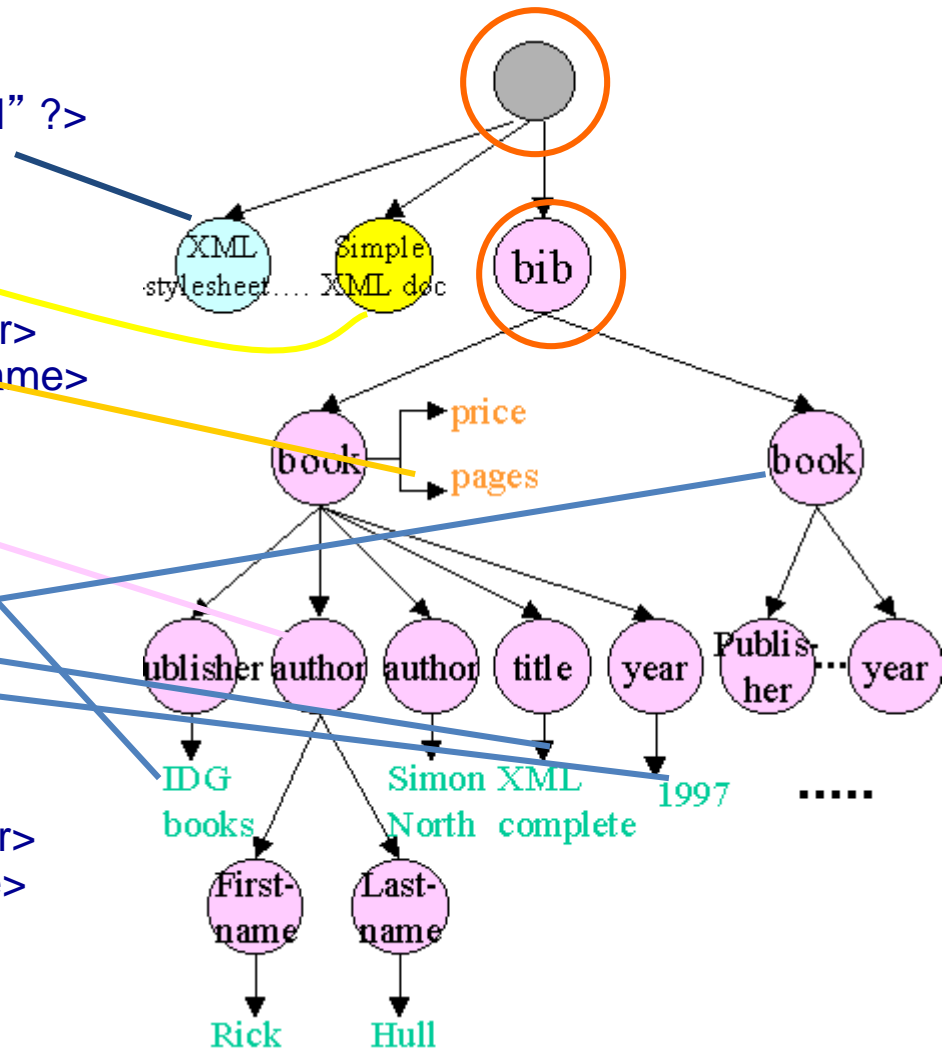 l” ?>
XML
stylesheet....
Simple
XML doc
bib
r>
ame>
price
book
pages
book
ublisher
author
author
title
year
Publis-
her
...
year
IDG
books
Simon
North
XML
complete
1997
.....
r>
e>
First-
name
Last-
name
Rick
Hull